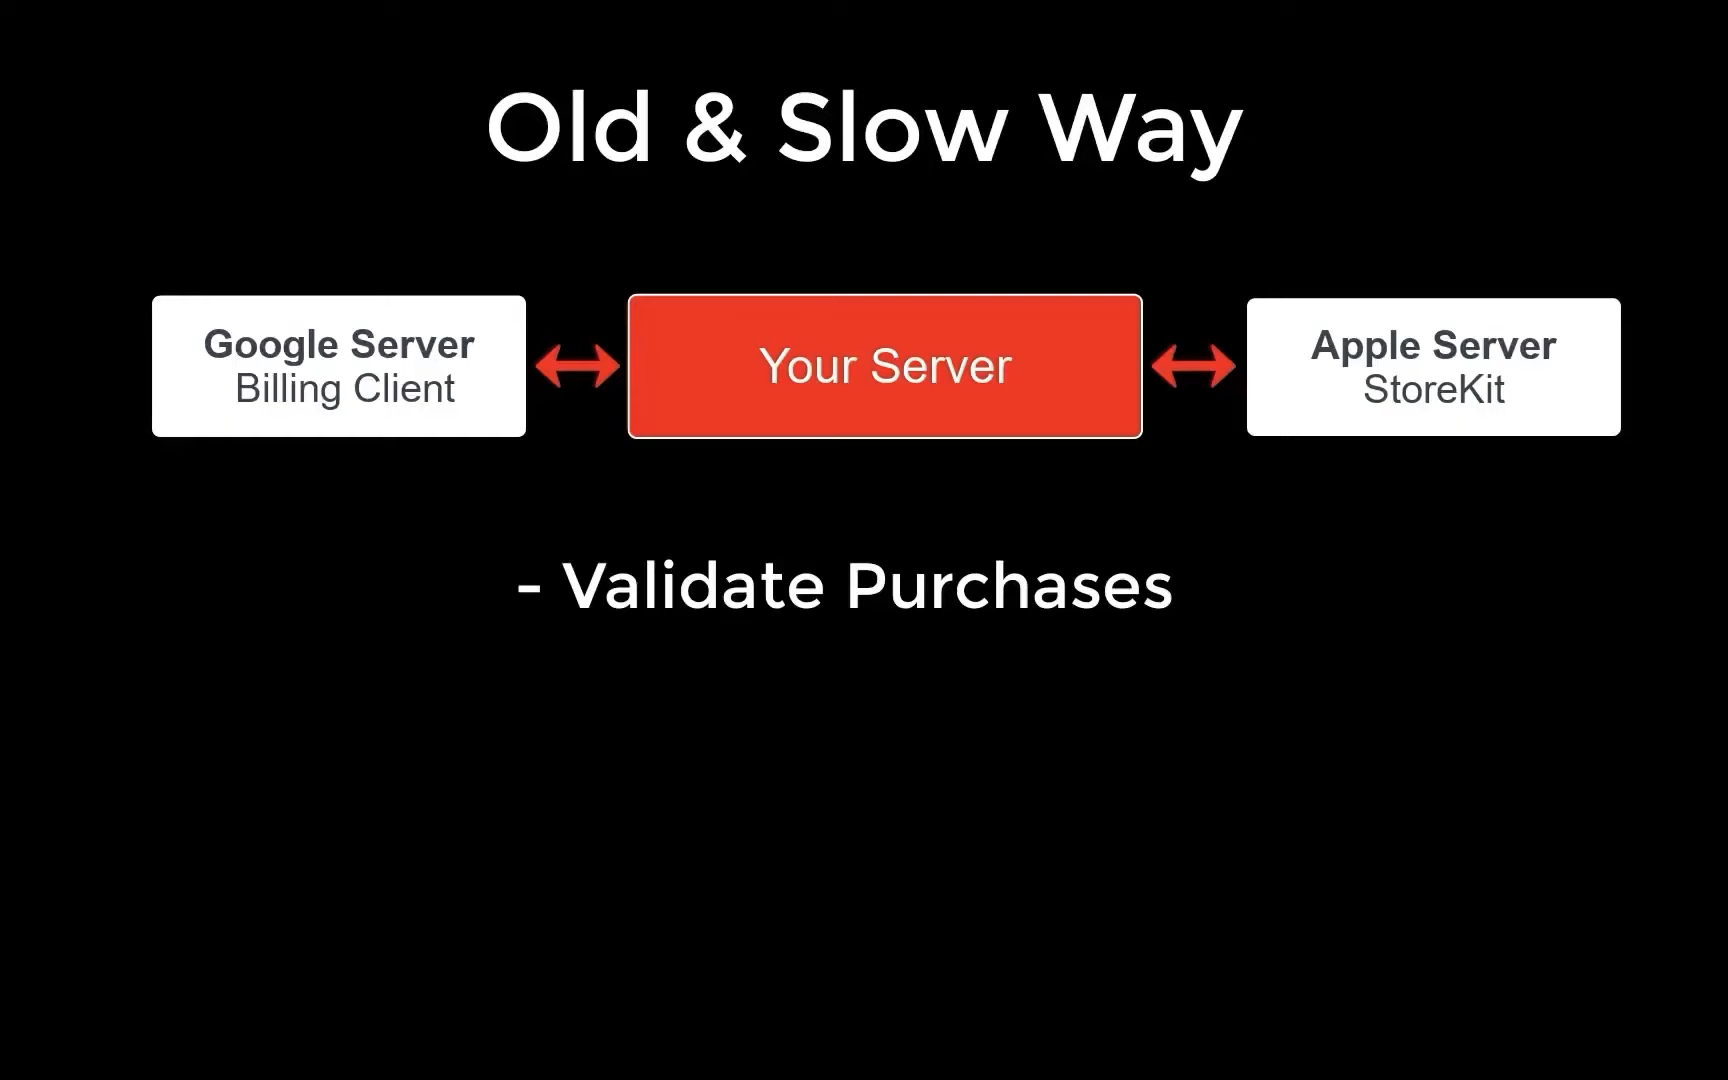 Old & Slow Way
Google Server
Billing Client
Your Server
Apple Server
StoreKit
- Validate Purchases